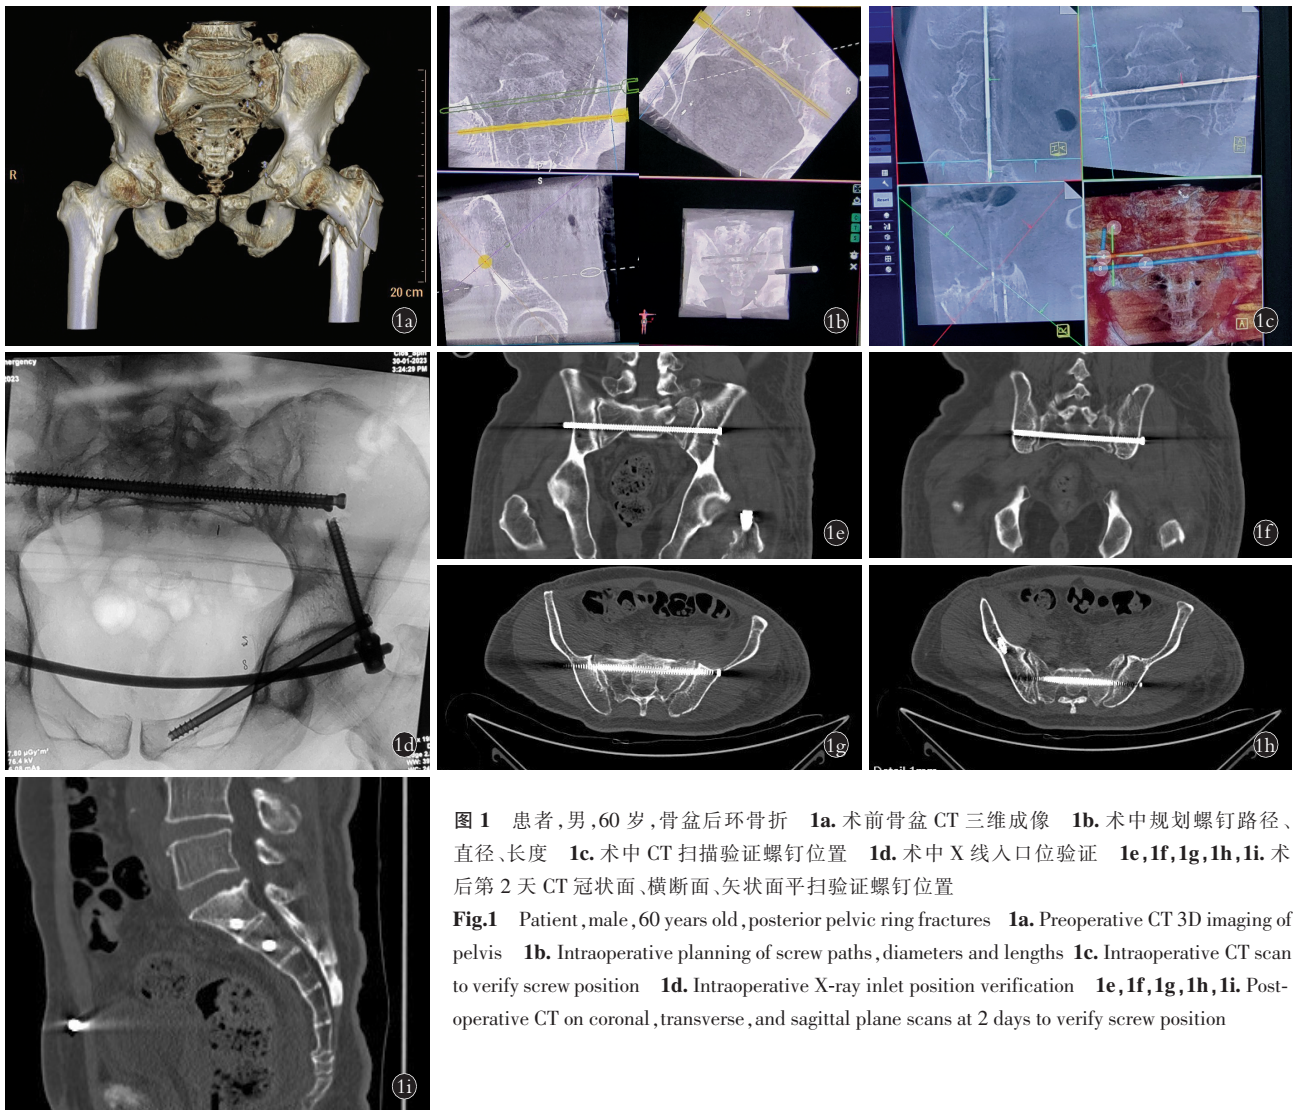 R
20 cm
1a
S
R
S
1b
A
1c
mergency
2023
Clos_Spin
30-01-2023
3:24:29 PM
76.4 kV
1d
1e
1f
1g
Detail 1mm
1h
1i
图 1 患者,男,60 岁,骨盆后环骨折 1a. 术前骨盆 CT 三维成像 1b. 术中规划螺钉路径、
直径、长度 1c. 术中 CT 扫描验证螺钉位置 1d. 术中 X 线入口位验证 1e,1f,1g,1h,1i. 术
后第 2 天 CT 冠状面、横断面、矢状面平扫验证螺钉位置
Fig.1 Patient,male,60 years old,posterior pelvic ring fractures 1a. Preoperative CT 3D imaging of
pelvis 1b. Intraoperative planning of screw paths,diameters and lengths 1c. Intraoperative CT scan
to verify screw position 1d. Intraoperative X-ray inlet position verification 1e,1f,1g,1h,1i. Post-
operative CT on coronal,transverse,and sagittal plane scans at 2 days to verify screw position